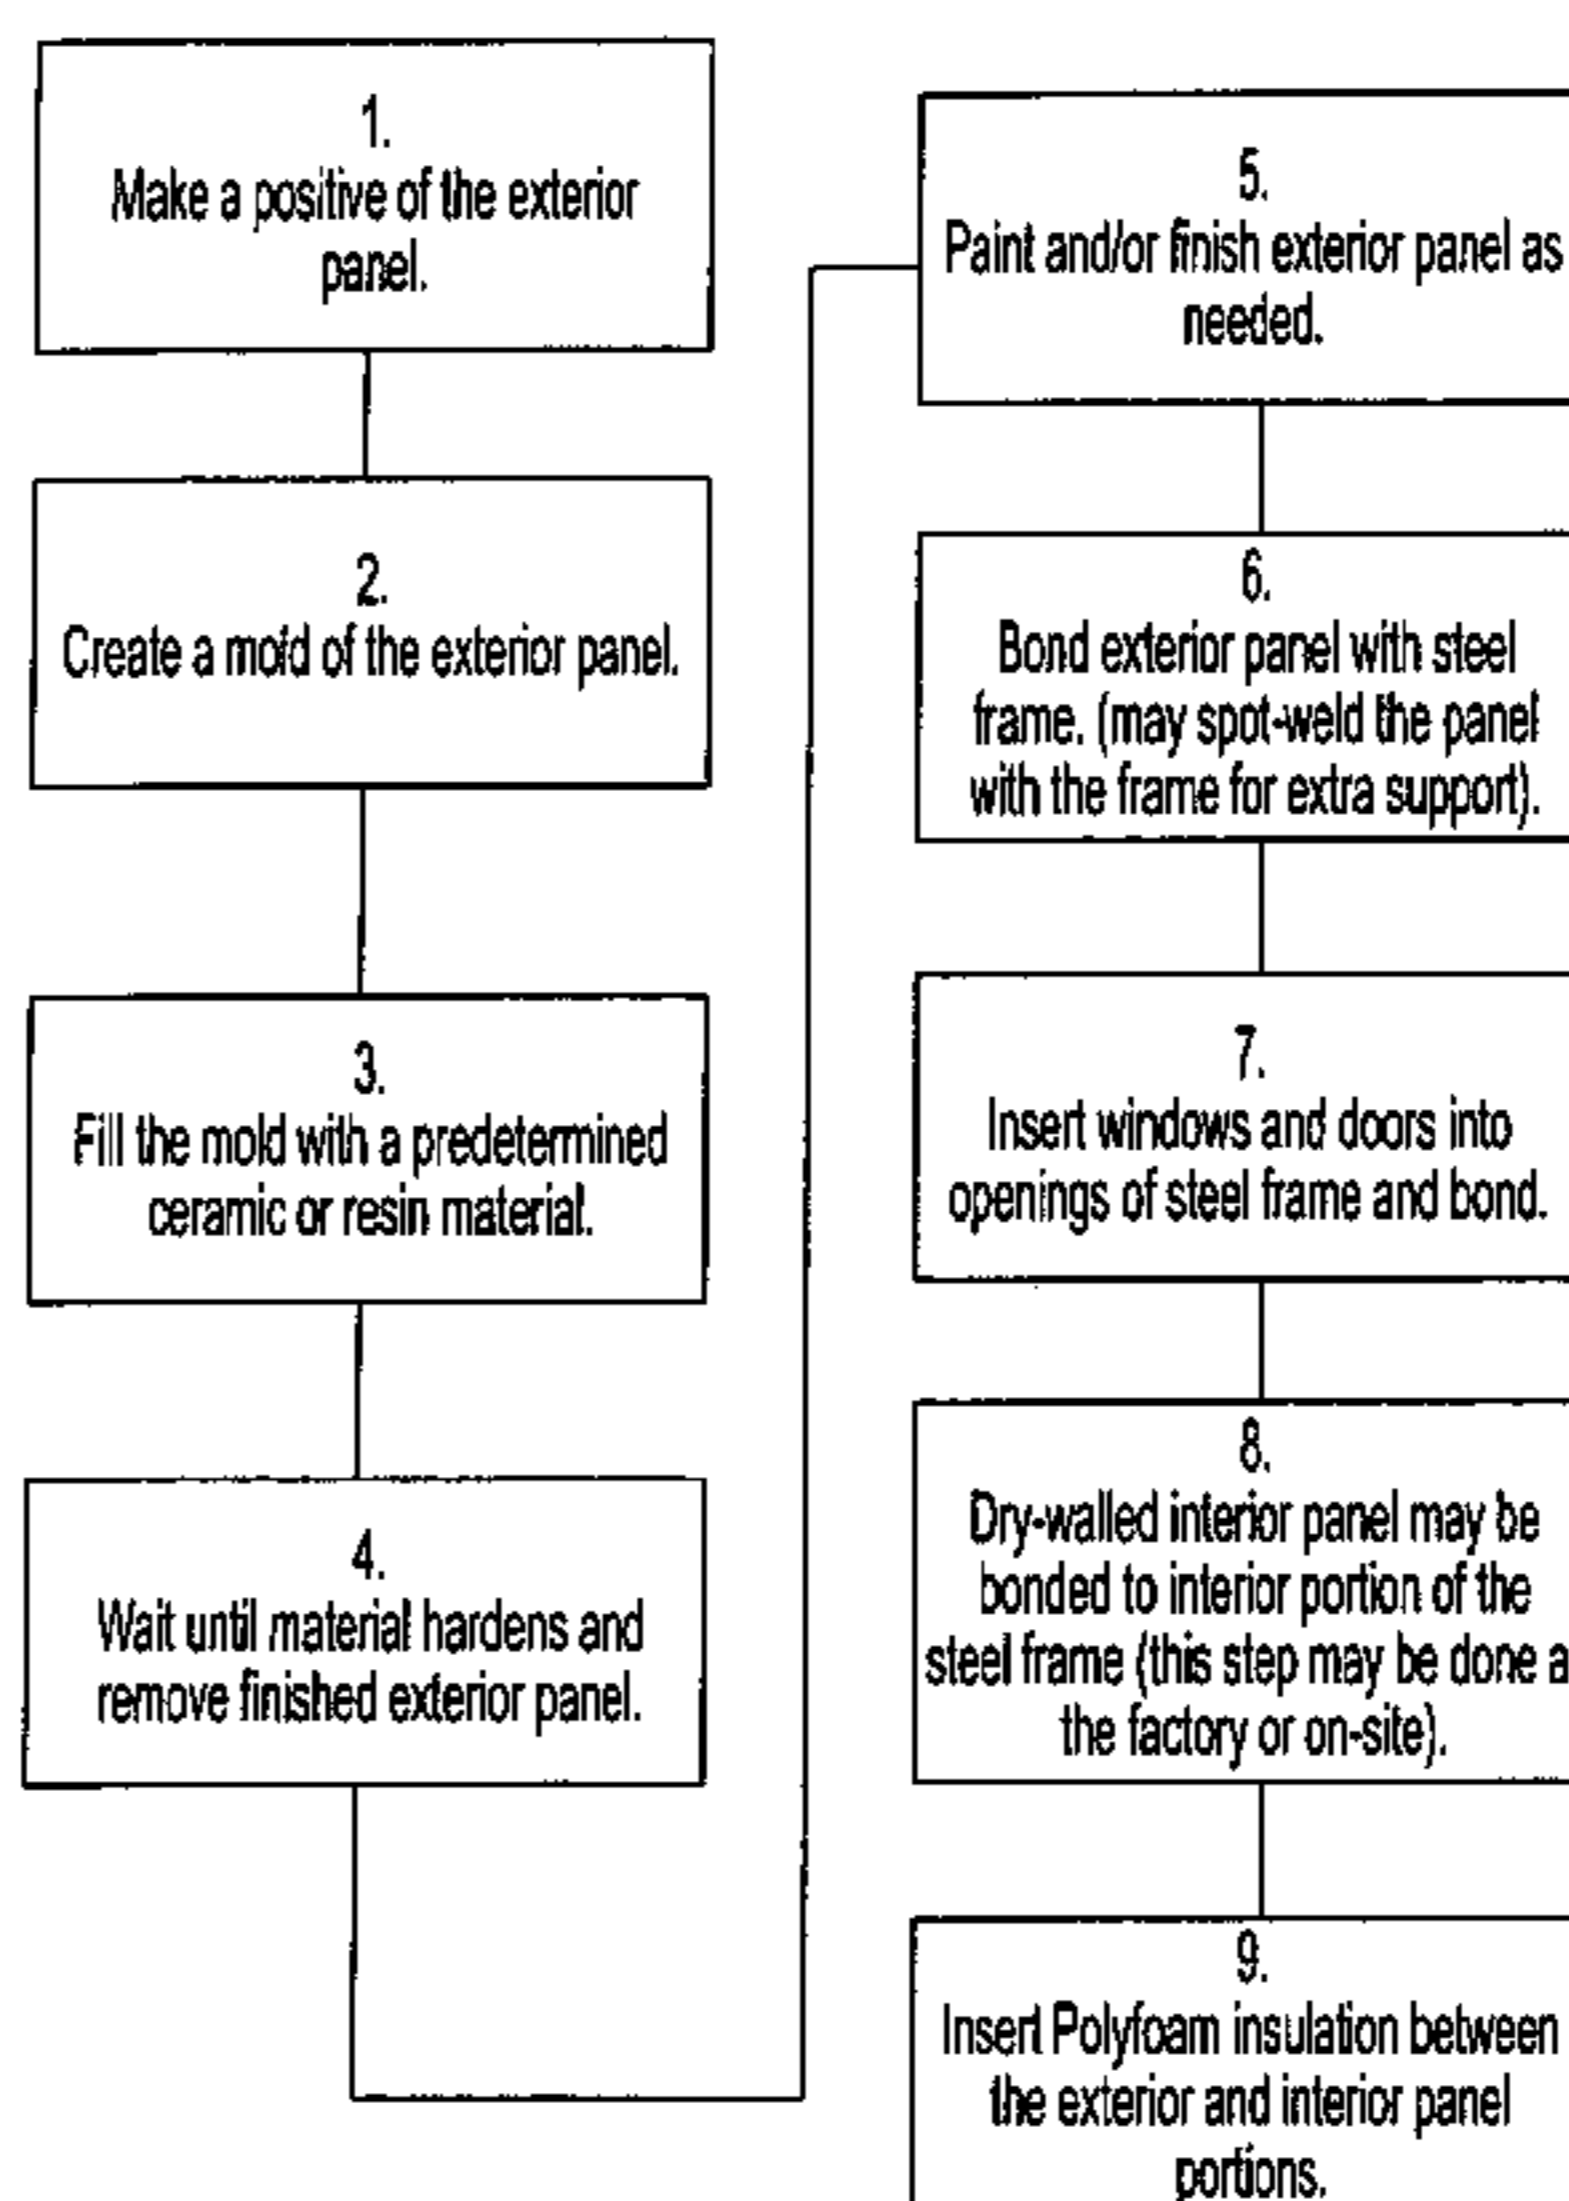 1.
Make a positive of the exterior
panel.
2.
Create a mold of the exterior panel.
3.
Fill the mold with a predetermined
ceramic or resin material.
4.
Wait until material hardens and
remove finished exterior panel.
5.
Paint and/or finish exterior panel as
needed.
6.
Bond exterior panel with steel
frame. (may spot-weld the panel
with the frame for extra support).
7.
Insert windows and doors into
openings of steel frame and bond.
8.
Dry-walled interior panel may be
bonded to interior portion of the
steel frame (this step may be done a
the factory or on-site).
9.
Insert Polyfoam insulation between
the exterior and interior panel
portions.